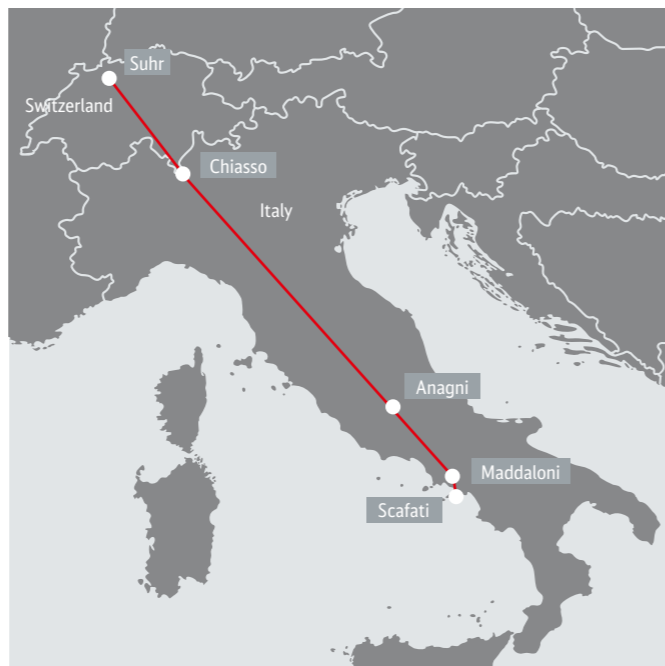 Suhr
Switzerland
Chiasso
Italy
Anagni
Maddaloni
Scafati